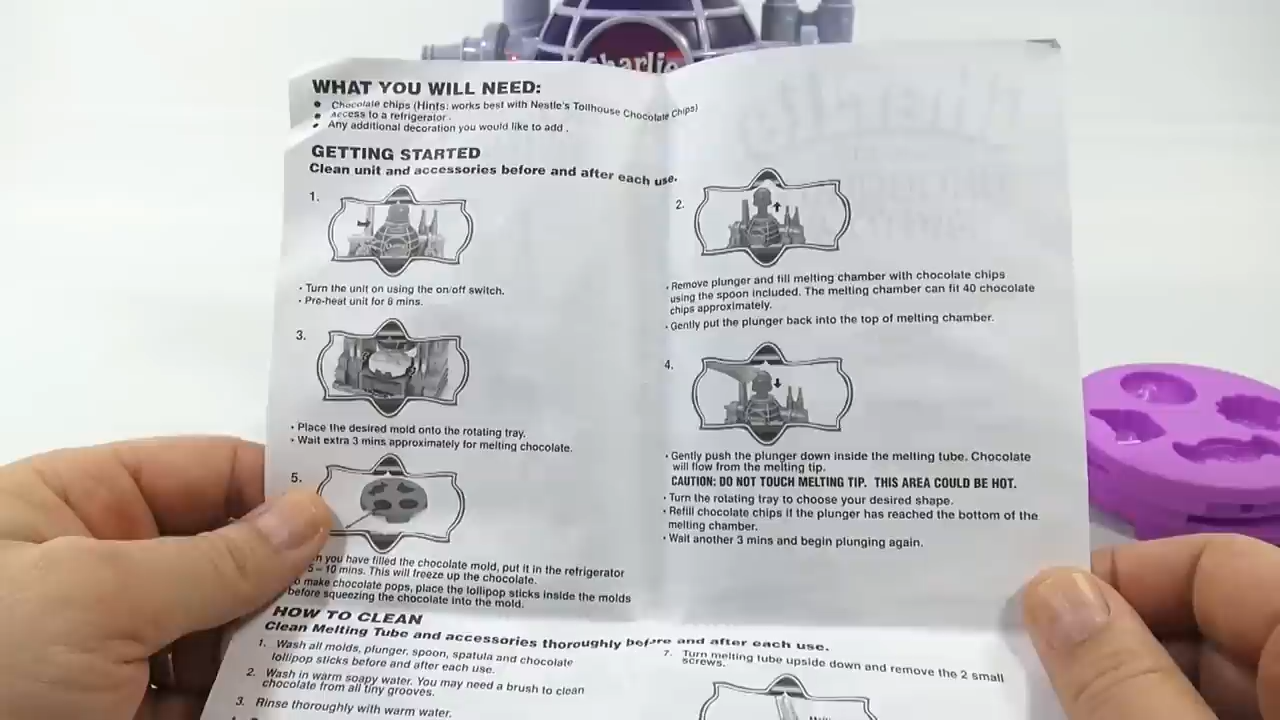 Charlie
WHAT YOU WILL NEED:
• Chocolate chips (Hints: works best with Nestle's Tollhouse Chocolate Chips)
• access to a refrigerator.
• Any additional decoration you would like to add .
GETTING STARTED
Clean unit and accessories before and after each use.
1.
• Turn the unit on using the on/off switch.
• Pre-heat unit for 8 mins.
2.
• Remove plunger and fill melting chamber with chocolate chips
using the spoon included. The melting chamber can fit 40 chocolate
chips approximately.
• Gently put the plunger back into the top of melting chamber.
3.
• Place the desired mold onto the rotating tray.
• Wait extra 3 mins approximately for melting chocolate.
4.
• Gently push the plunger down inside the melting tube. Chocolate
will flow from the melting tip.
CAUTION: DO NOT TOUCH MELTING TIP. THIS AREA COULD BE HOT.
• Turn the rotating tray to choose your desired shape.
• Refill chocolate chips if the plunger has reached the bottom of the
melting chamber.
• Wait another 3 mins and begin plunging again.
5.
you have filled the chocolate mold, put it in the refrigerator
5 – 10 mins. This will freeze up the chocolate.
make chocolate pops, place the lollipop sticks inside the molds
before squeezing the chocolate into the mold.
HOW TO CLEAN
Clean Melting Tube and accessories thoroughly before and after each use.
1. Wash all molds, plunger, spoon, spatula and chocolate
lollipop sticks before and after each use.
2. Wash in warm soapy water. You may need a brush to clean
chocolate from all tiny grooves.
3. Rinse thoroughly with warm water.
7. Turn melting tube upside down and remove the 2 small
screws.